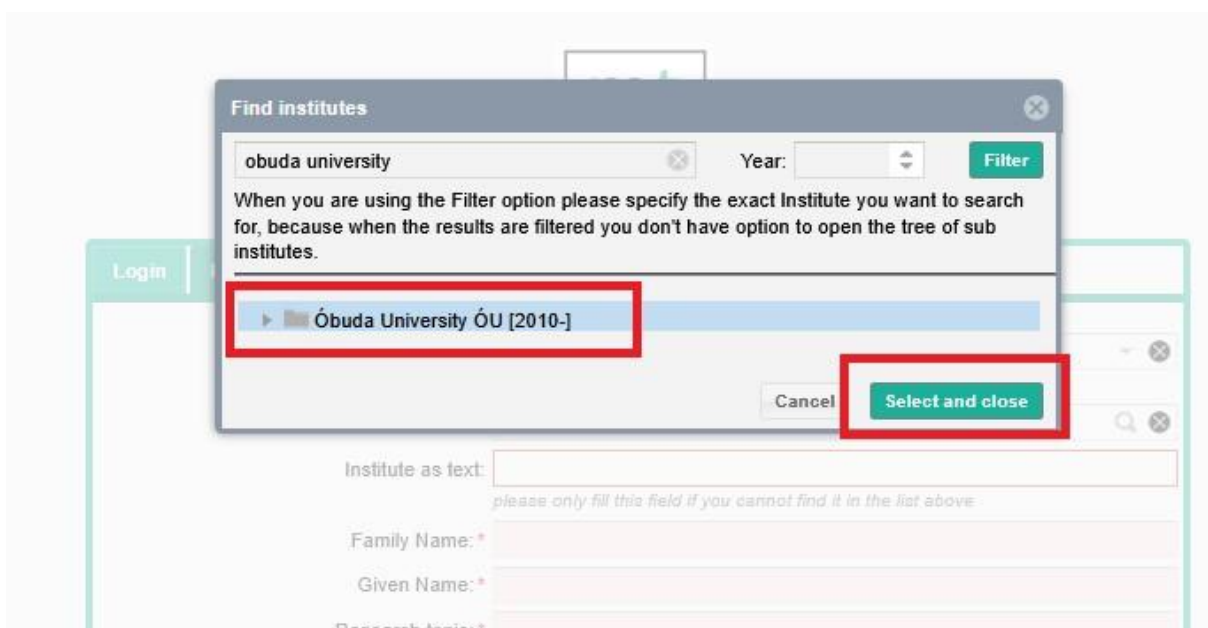 Find institutes
obuda university Year: Filter
When you are using the Filter option please specify the exact Institute you want to search
for, because when the results are filtered you don't have option to open the tree of sub
institutes.
Login
Óbuda University ÓU [2010-]
Cancel Select and close
Institute as text:
please only fill this field if you cannot find it in the list above
Family Name:*
Given Name:*